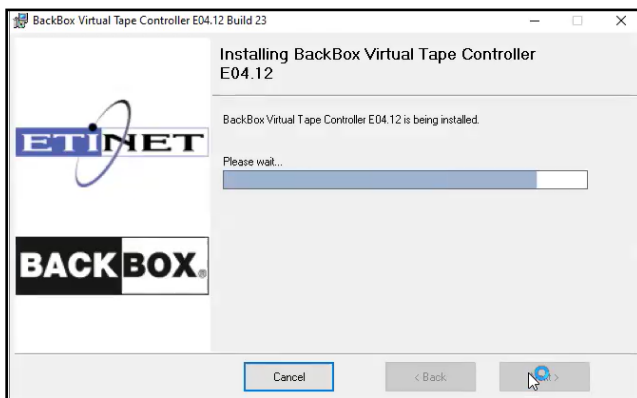 BackBox Virtual Tape Controller E04.12 Build 23
Installing BackBox Virtual Tape Controller
E04.12
BackBox Virtual Tape Controller E04.12 is being installed.
Please wait...
ETINET
BACKBOX®
Cancel
< Back